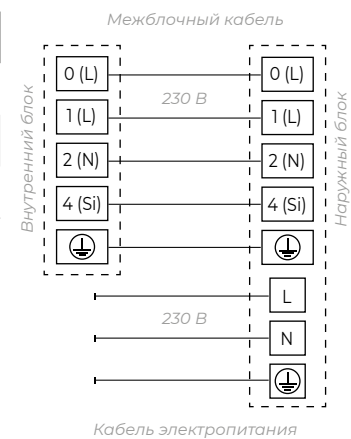 Межблочный кабель
0 (L) 0 (L)
230 В
1 (L) 1 (L)
2 (N) 2 (N)
4 (Si) 4 (Si)
Внутренний блок
Наружный блок
L
230 В
N
Кабель электропитания